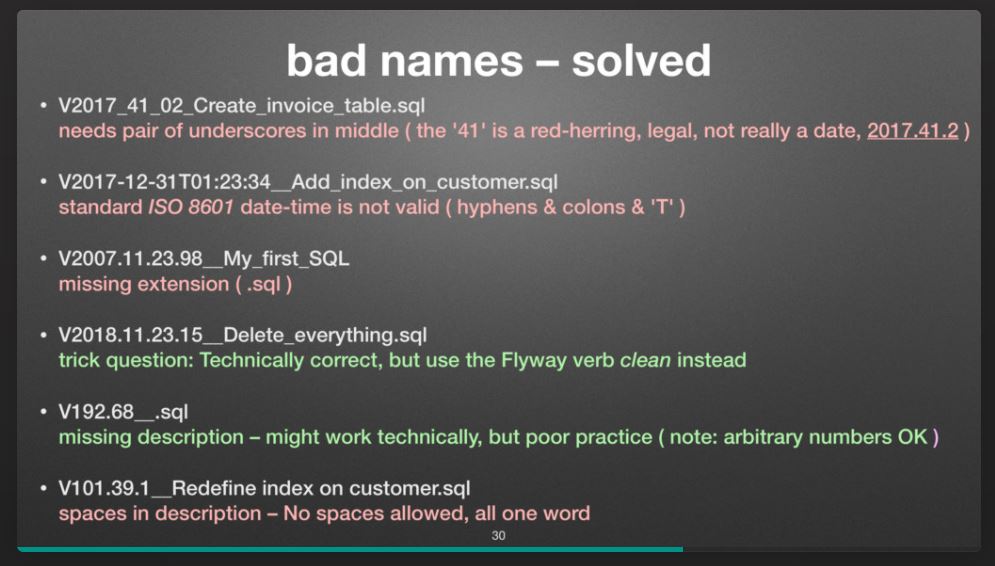 bad names – solved
• V2017_41_02_Create_invoice_table.sql
needs pair of underscores in middle ( the '41' is a red-herring, legal, not really a date, 2017.41.2 )
• V2017-12-31T01:23:34__Add_index_on_customer.sql
standard ISO 8601 date-time is not valid ( hyphens & colons & 'T' )
• V2007.11.23.98__My_first_SQL
missing extension ( .sql )
• V2018.11.23.15__Delete_everything.sql
trick question: Technically correct, but use the Flyway verb clean instead
• V192.68__.sql
missing description – might work technically, but poor practice ( note: arbitrary numbers OK )
• V101.39.1__Redefine index on customer.sql
spaces in description – No spaces allowed, all one word
30